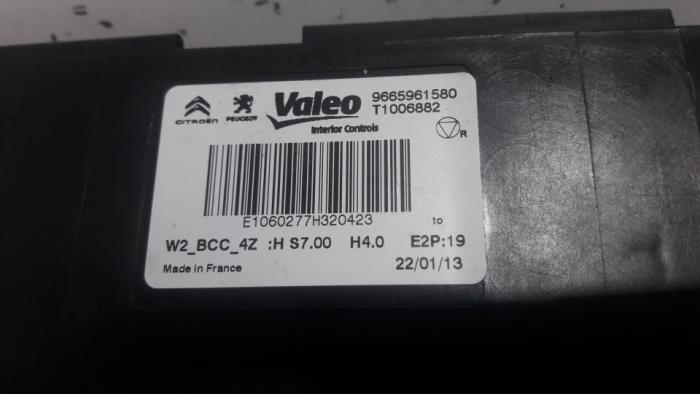 CITROËN PEUGEOT Valeo 9665961580
T1006882
Interior Controls
R
E1060277H320423 to
W2_BCC_4Z :H S7.00 H4.0 E2P:19
Made in France 22/01/13